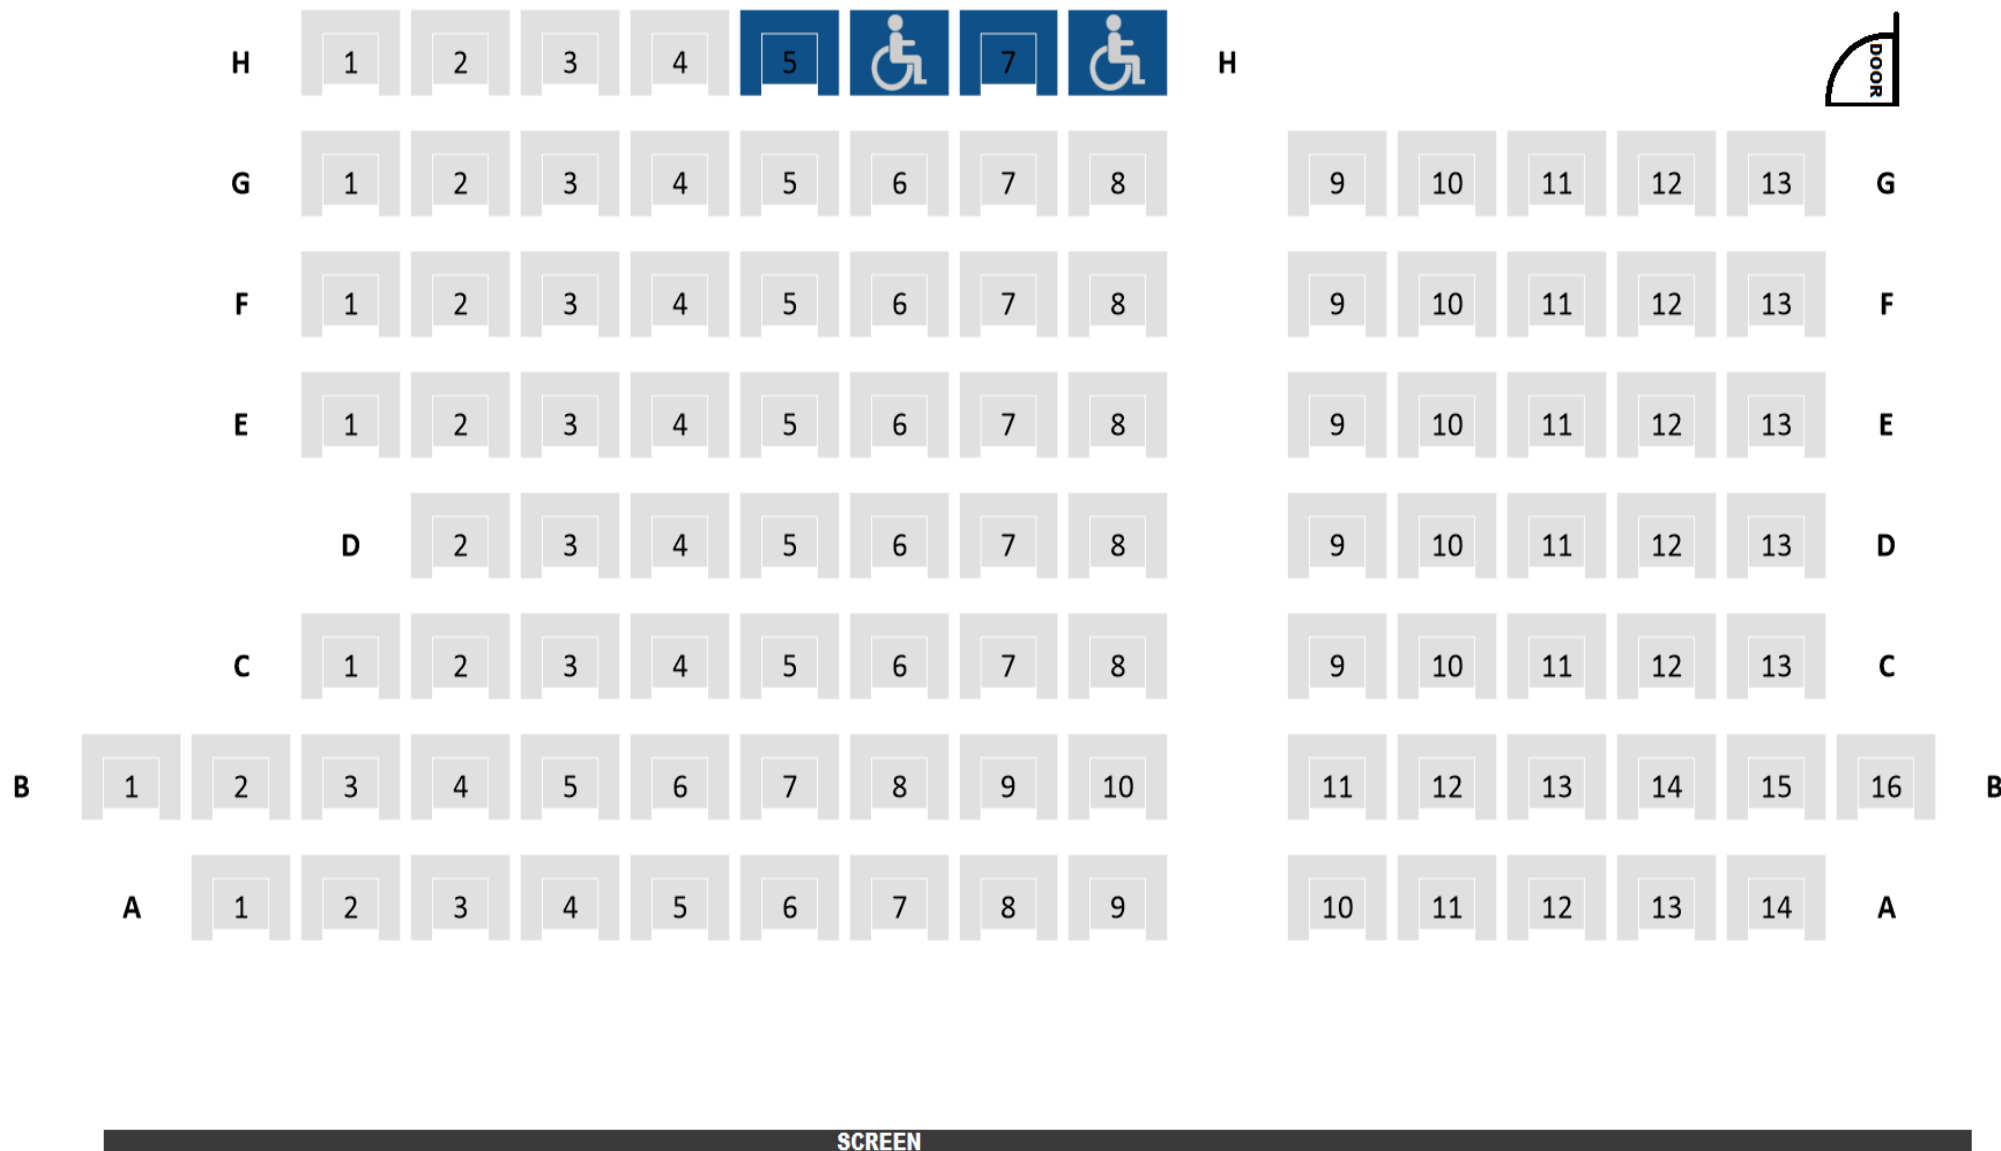 H 1 2 3 4 5 7 H DOOR
G 1 2 3 4 5 6 7 8 9 10 11 12 13 G
F 1 2 3 4 5 6 7 8 9 10 11 12 13 F
E 1 2 3 4 5 6 7 8 9 10 11 12 13 E
D 2 3 4 5 6 7 8 9 10 11 12 13 D
C 1 2 3 4 5 6 7 8 9 10 11 12 13 C
B 1 2 3 4 5 6 7 8 9 10 11 12 13 14 15 16 B
A 1 2 3 4 5 6 7 8 9 10 11 12 13 14 A
SCREEN